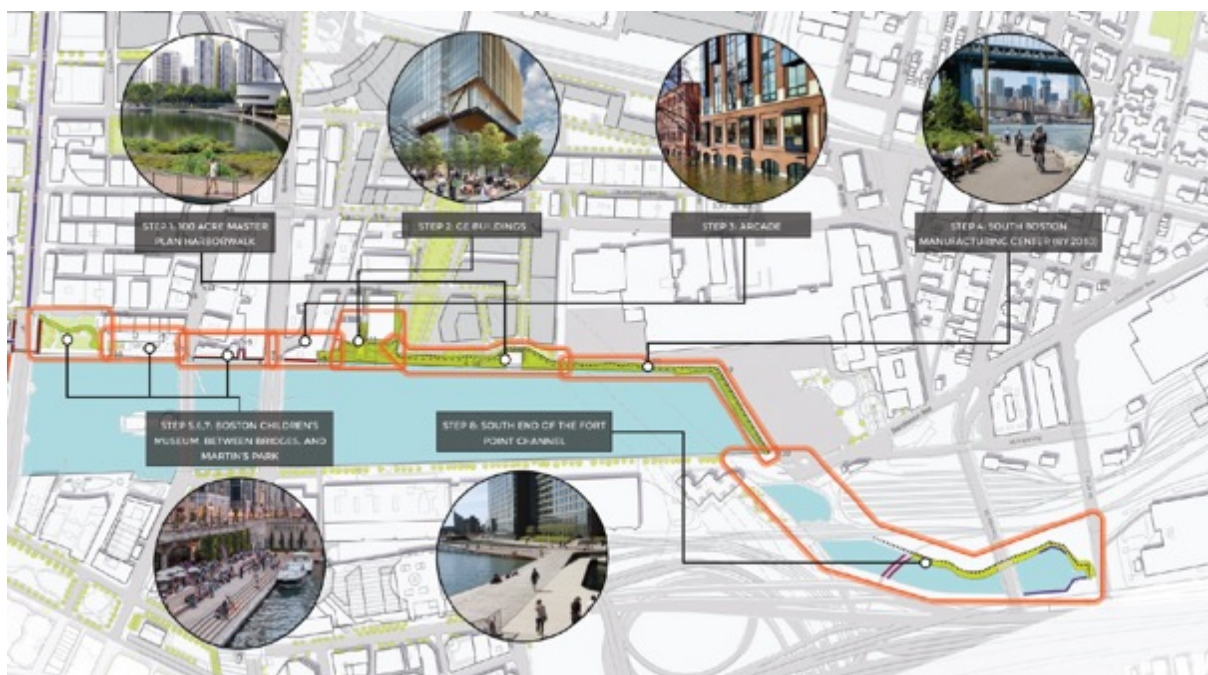 STEP 1: 100 ACRE MASTER
PLAN HARBORWALK
STEP 2: GE BUILDINGS
STEP 3: ARCADE
STEP 4: SOUTH BOSTON
MANUFACTURING CENTER (BY 2030)
STEP 5,6,7: BOSTON CHILDREN'S
MUSEUM, BETWEEN BRIDGES, AND
MARTIN'S PARK
STEP 8: SOUTH END OF THE FORT
POINT CHANNEL